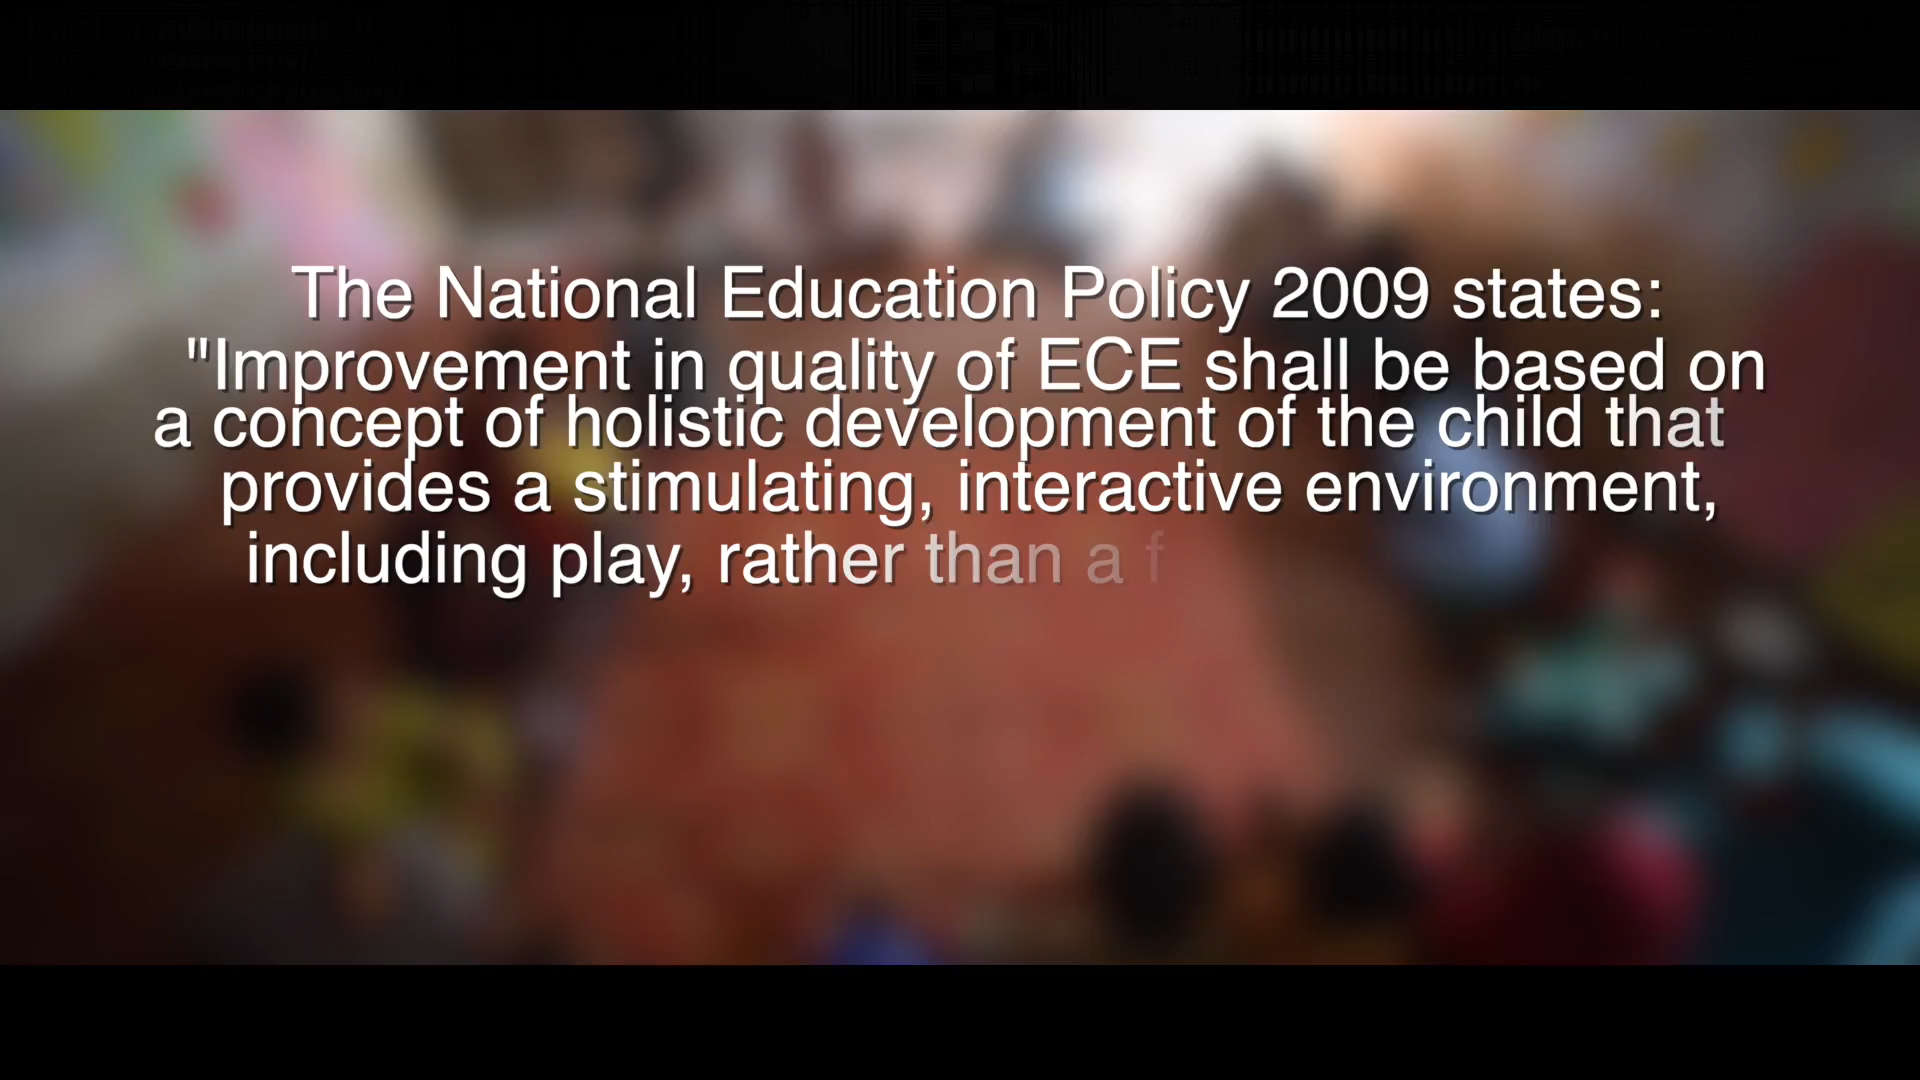 The National Education Policy 2009 states:
"Improvement in quality of ECE shall be based on
a concept of holistic development of the child that
provides a stimulating, interactive environment,
including play, rather than a f